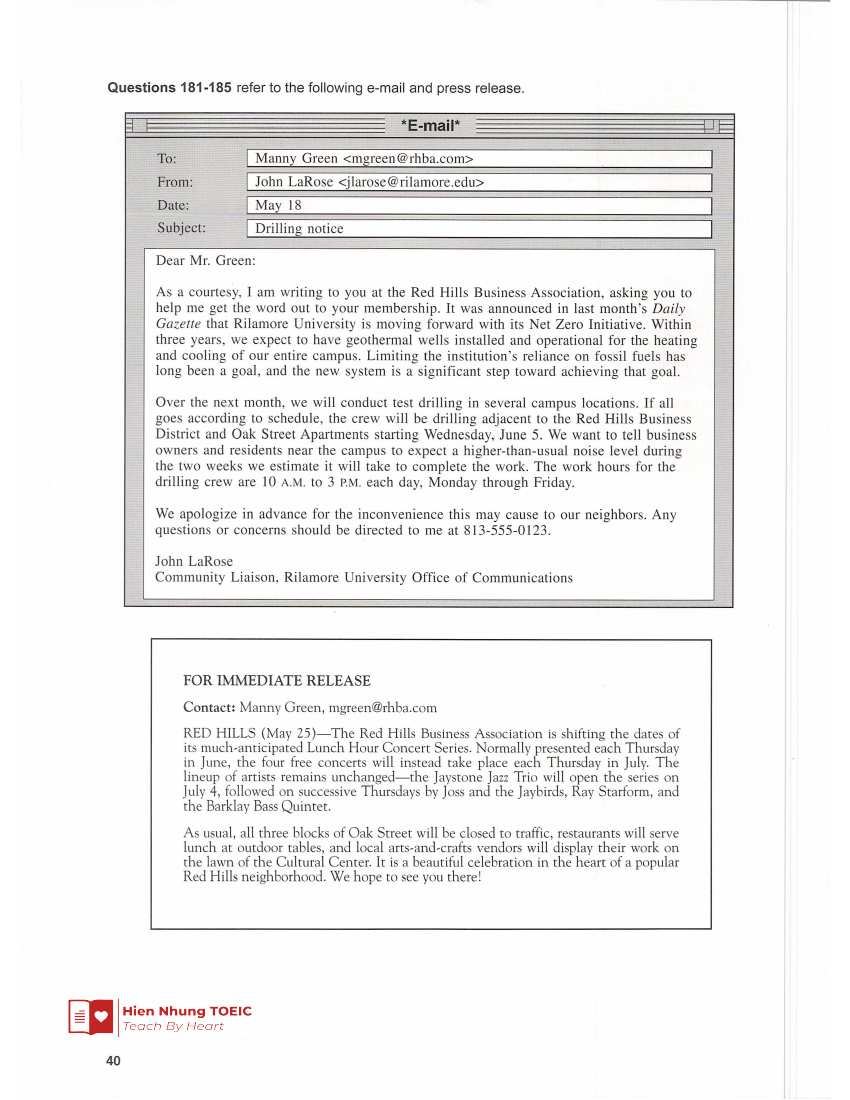 Questions 181-185 refer to the following e-mail and press release.
*E-mail*
To: Manny Green <mgreen@rhba.com>
From: John LaRose <jlarose@rilamore.edu>
Date: May 18
Subject: Drilling notice
Dear Mr. Green:
As a courtesy, I am writing to you at the Red Hills Business Association, asking you to
help me get the word out to your membership. It was announced in last month's Daily
Gazette that Rilamore University is moving forward with its Net Zero Initiative. Within
three years, we expect to have geothermal wells installed and operational for the heating
and cooling of our entire campus. Limiting the institution's reliance on fossil fuels has
long been a goal, and the new system is a significant step toward achieving that goal.
Over the next month, we will conduct test drilling in several campus locations. If all
goes according to schedule, the crew will be drilling adjacent to the Red Hills Business
District and Oak Street Apartments starting Wednesday, June 5. We want to tell business
owners and residents near the campus to expect a higher-than-usual noise level during
the two weeks we estimate it will take to complete the work. The work hours for the
drilling crew are 10 A.M. to 3 P.M. each day, Monday through Friday.
We apologize in advance for the inconvenience this may cause to our neighbors. Any
questions or concerns should be directed to me at 813-555-0123.
John LaRose
Community Liaison, Rilamore University Office of Communications
FOR IMMEDIATE RELEASE
Contact: Manny Green, mgreen@rhba.com
RED HILLS (May 25)—The Red Hills Business Association is shifting the dates of
its much-anticipated Lunch Hour Concert Series. Normally presented each Thursday
in June, the four free concerts will instead take place each Thursday in July. The
lineup of artists remains unchanged—the Jaystone Jazz Trio will open the series on
July 4, followed on successive Thursdays by Joss and the Jaybirds, Ray Starform, and
the Barklay Bass Quintet.
As usual, all three blocks of Oak Street will be closed to traffic, restaurants will serve
lunch at outdoor tables, and local arts-and-crafts vendors will display their work on
the lawn of the Cultural Center. It is a beautiful celebration in the heart of a popular
Red Hills neighborhood. We hope to see you there!
Hien Nhung TOEIC
Teach By Heart
40